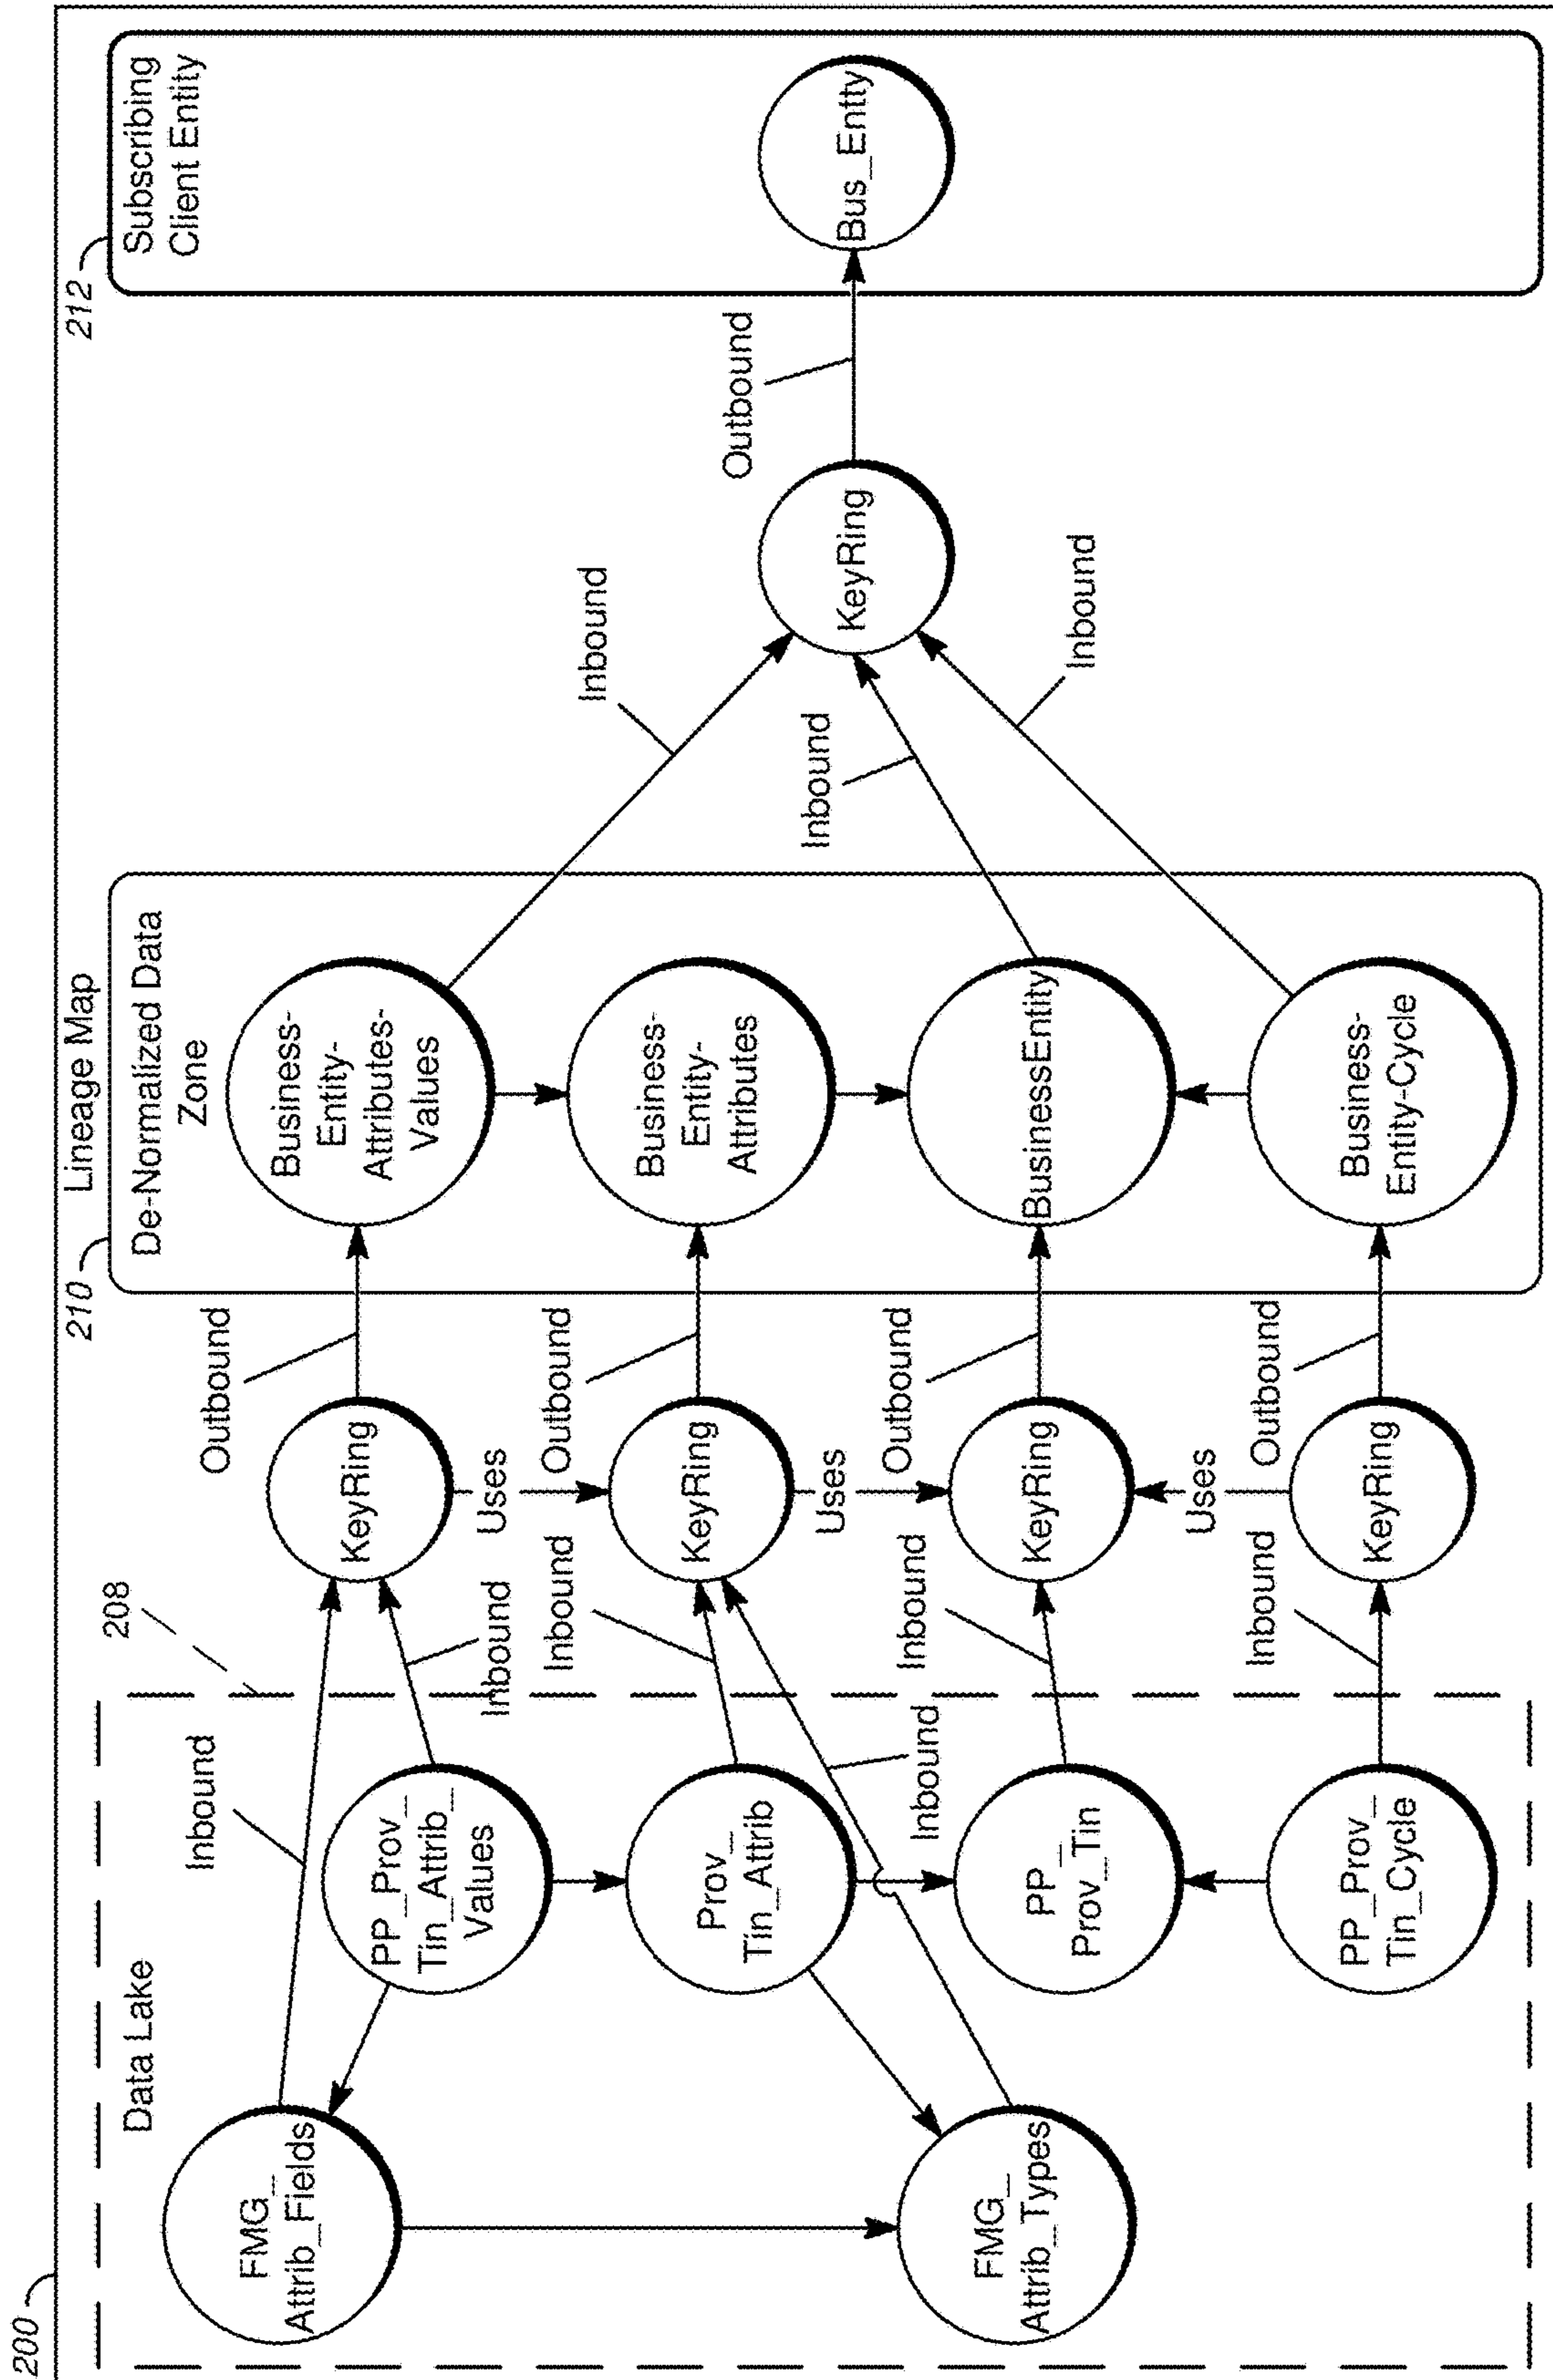 200
Lineage Map
208
210
212
Data Lake
De-Normalized Data
Zone
Subscribing
Client Entity
FMG_
Attrib_Fields
FMG_
Attrib_Types
PP_Prov_
Tin_Attrib_
Values
Prov_
Tin_Attrib
PP_
Prov_Tin
PP_Prov_
Tin_Cycle
Inbound
Inbound
Inbound
Inbound
Inbound
Inbound
KeyRing
Uses
KeyRing
Uses
KeyRing
Uses
KeyRing
Outbound
Outbound
Outbound
Outbound
Business-
Entity-
Attributes-
Values
Business-
Entity-
Attributes
BusinessEntity
Business-
Entity-Cycle
Inbound
Inbound
Inbound
KeyRing
Outbound
Bus_Entity